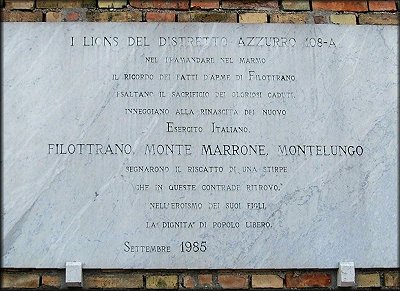 I LIONS DEL DISTRETTO AZZURRO 108-A
NEL TRAMANDARE NEL MARMO
IL RICORDO DEI FATTI D'ARME DI FILOTTRANO
ESALTANO IL SACRIFICIO DEI GLORIOSI CADUTI,
INNEGGIANO ALLA RINASCITA DEL NUOVO
ESERCITO ITALIANO.
FILOTTRANO, MONTE MARRONE, MONTELUNGO
SEGNARONO IL RISCATTO DI UNA STIRPE
CHE IN QUESTE CONTRADE RITROVO,'
NELL'EROISMO DEI SUOI FIGLI,
LA DIGNITA' DI POPOLO LIBERO.
SETTEMBRE 1985